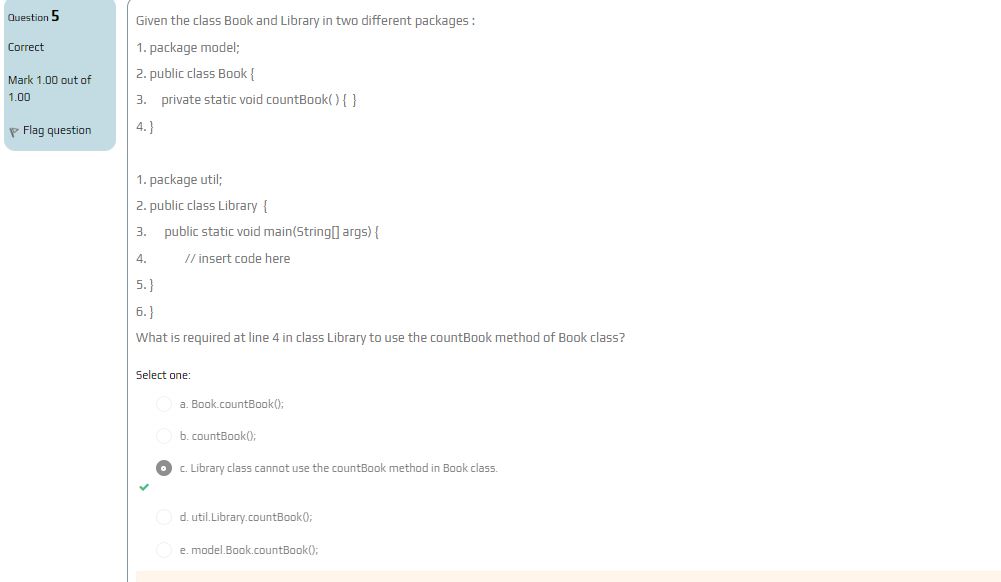 Question 5
Correct
Mark 1.00 out of
1.00
Flag question
Given the class Book and Library in two different packages :
1. package model;
2. public class Book {
3. private static void countBook( ) { }
4. }
1. package util;
2. public class Library {
3. public static void main(String[] args) {
4. // insert code here
5. }
6. }
What is required at line 4 in class Library to use the countBook method of Book class?
Select one:
a. Book.countBook();
b. countBook();
c. Library class cannot use the countBook method in Book class.
d. util.Library.countBook();
e. model.Book.countBook();